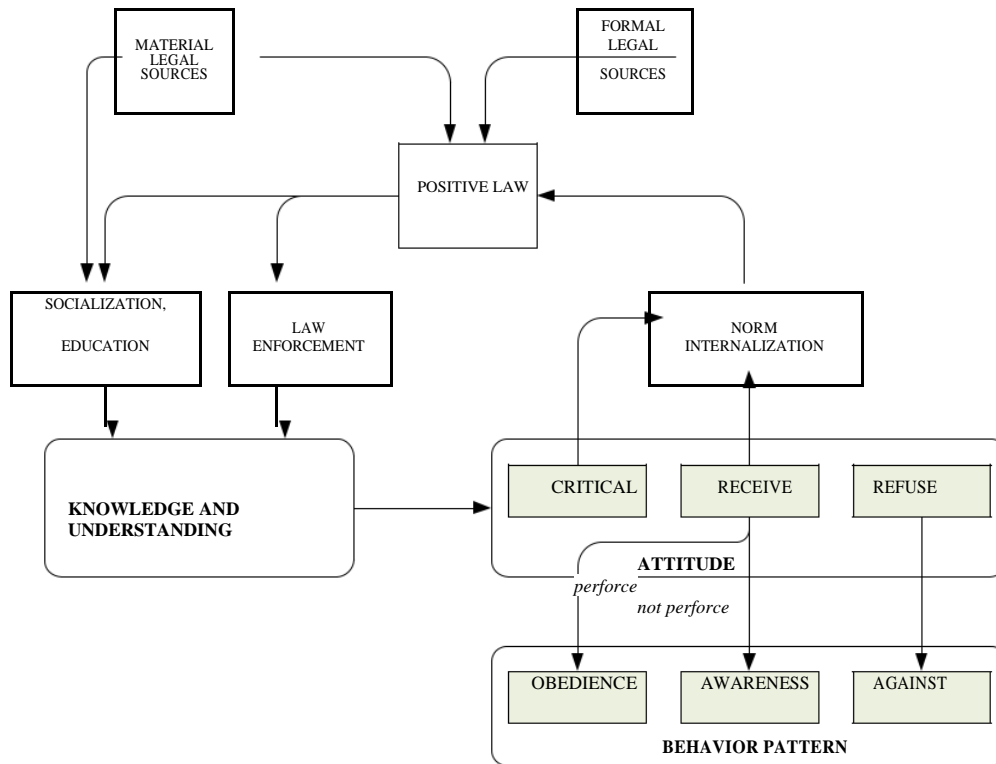 MATERIAL
LEGAL
SOURCES
FORMAL
LEGAL
SOURCES
POSITIVE LAW
SOCIALIZATION,
EDUCATION
LAW
ENFORCEMENT
NORM
INTERNALIZATION
KNOWLEDGE AND
UNDERSTANDING
CRITICAL
RECEIVE
REFUSE
ATTITUDE
perforce
not perforce
OBEDIENCE
AWARENESS
AGAINST
BEHAVIOR PATTERN